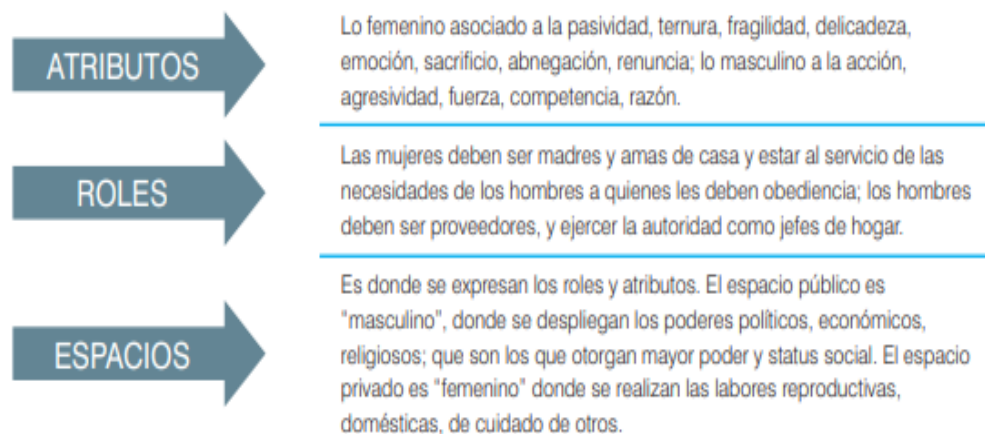 ATRIBUTOS
Lo femenino asociado a la pasividad, ternura, fragilidad, delicadeza,
emoción, sacrificio, abnegación, renuncia; lo masculino a la acción,
agresividad, fuerza, competencia, razón.
ROLES
Las mujeres deben ser madres y amas de casa y estar al servicio de las
necesidades de los hombres a quienes les deben obediencia; los hombres
deben ser proveedores, y ejercer la autoridad como jefes de hogar.
ESPACIOS
Es donde se expresan los roles y atributos. El espacio público es
“masculino”, donde se despliegan los poderes políticos, económicos,
religiosos; que son los que otorgan mayor poder y status social. El espacio
privado es “femenino” donde se realizan las labores reproductivas,
domésticas, de cuidado de otros.